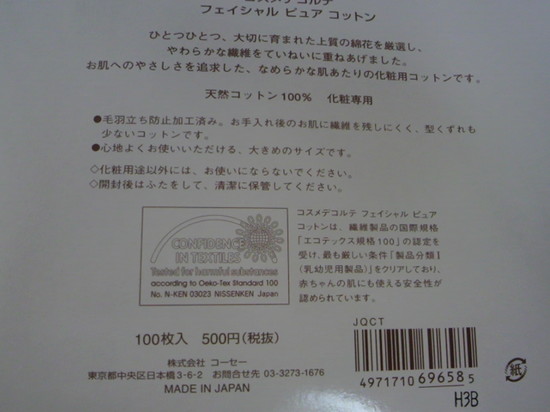 コスメデコルテ
フェイシャル ピュア コットン
ひとつひとつ、大切に育まれた上質の綿花を厳選し、
やわらかな繊維をていねいに重ねあげました。
お肌へのやさしさを追求した、なめらかな肌あたりの化粧用コットンです。
天然コットン100% 化粧専用
●毛羽立ち防止加工済み。お手入れ後のお肌に繊維を残しにくく、型くずれも
少ないコットンです。
●心地よくお使いいただける、大きめのサイズです。
◇化粧用途以外には、お使いにならないでください。
◇開封後はふたをして、清潔に保管してください。
CONFIDENCE
IN TEXTILES
Tested for harmful substances
according to Oeko-Tex Standard 100
No. N-KEN 03023 NISSENKEN Japan
コスメデコルテ フェイシャル ピュア
コットンは、繊維製品の国際規格
「エコテックス規格100」の認定を
受け、最も厳しい条件「製品分類I
(乳幼児用製品)」をクリアしており、
赤ちゃんの肌にも使える安全性が
認められています。
100枚入 500円(税抜)
株式会社 コーセー
東京都中央区日本橋3-6-2 お問合せ先 03-3273-1676
MADE IN JAPAN
JQCT
4971710 696585
H3B
紙